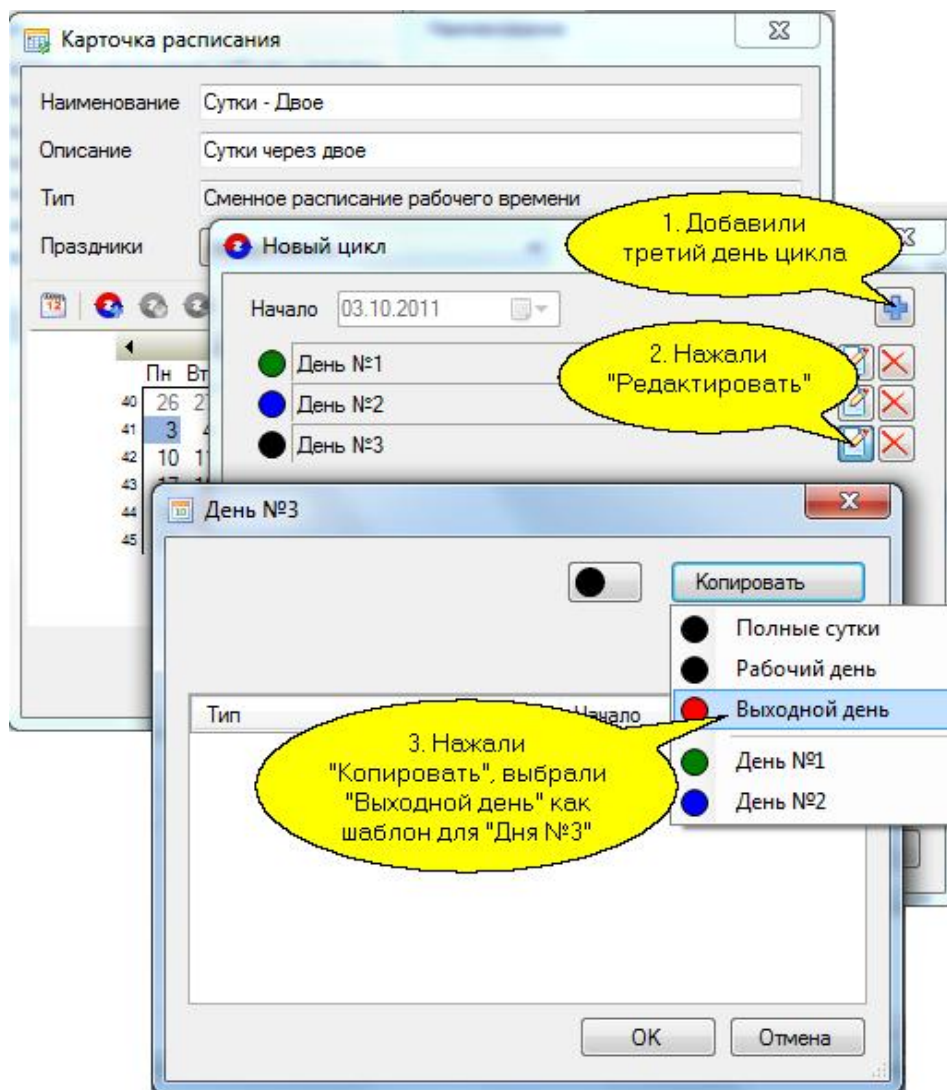 Карточка расписания
Наименование Сутки - Двое
Описание Сутки через двое
Тип Сменное расписание рабочего времени
Праздники
1. Добавили
третий день цикла
Новый цикл
12
Начало 03.10.2011
День №1
2. Нажали
"Редактировать"
День №2
День №3
Пн Вт
40 26
41 3 4
42 10
43
44
45
День №3
10
Копировать
Полные сутки
Рабочий день
Выходной день
День №1
День №2
Тип Начало
3. Нажали
"Копировать", выбрали
"Выходной день" как
шаблон для "Дня №3"
OK Отмена